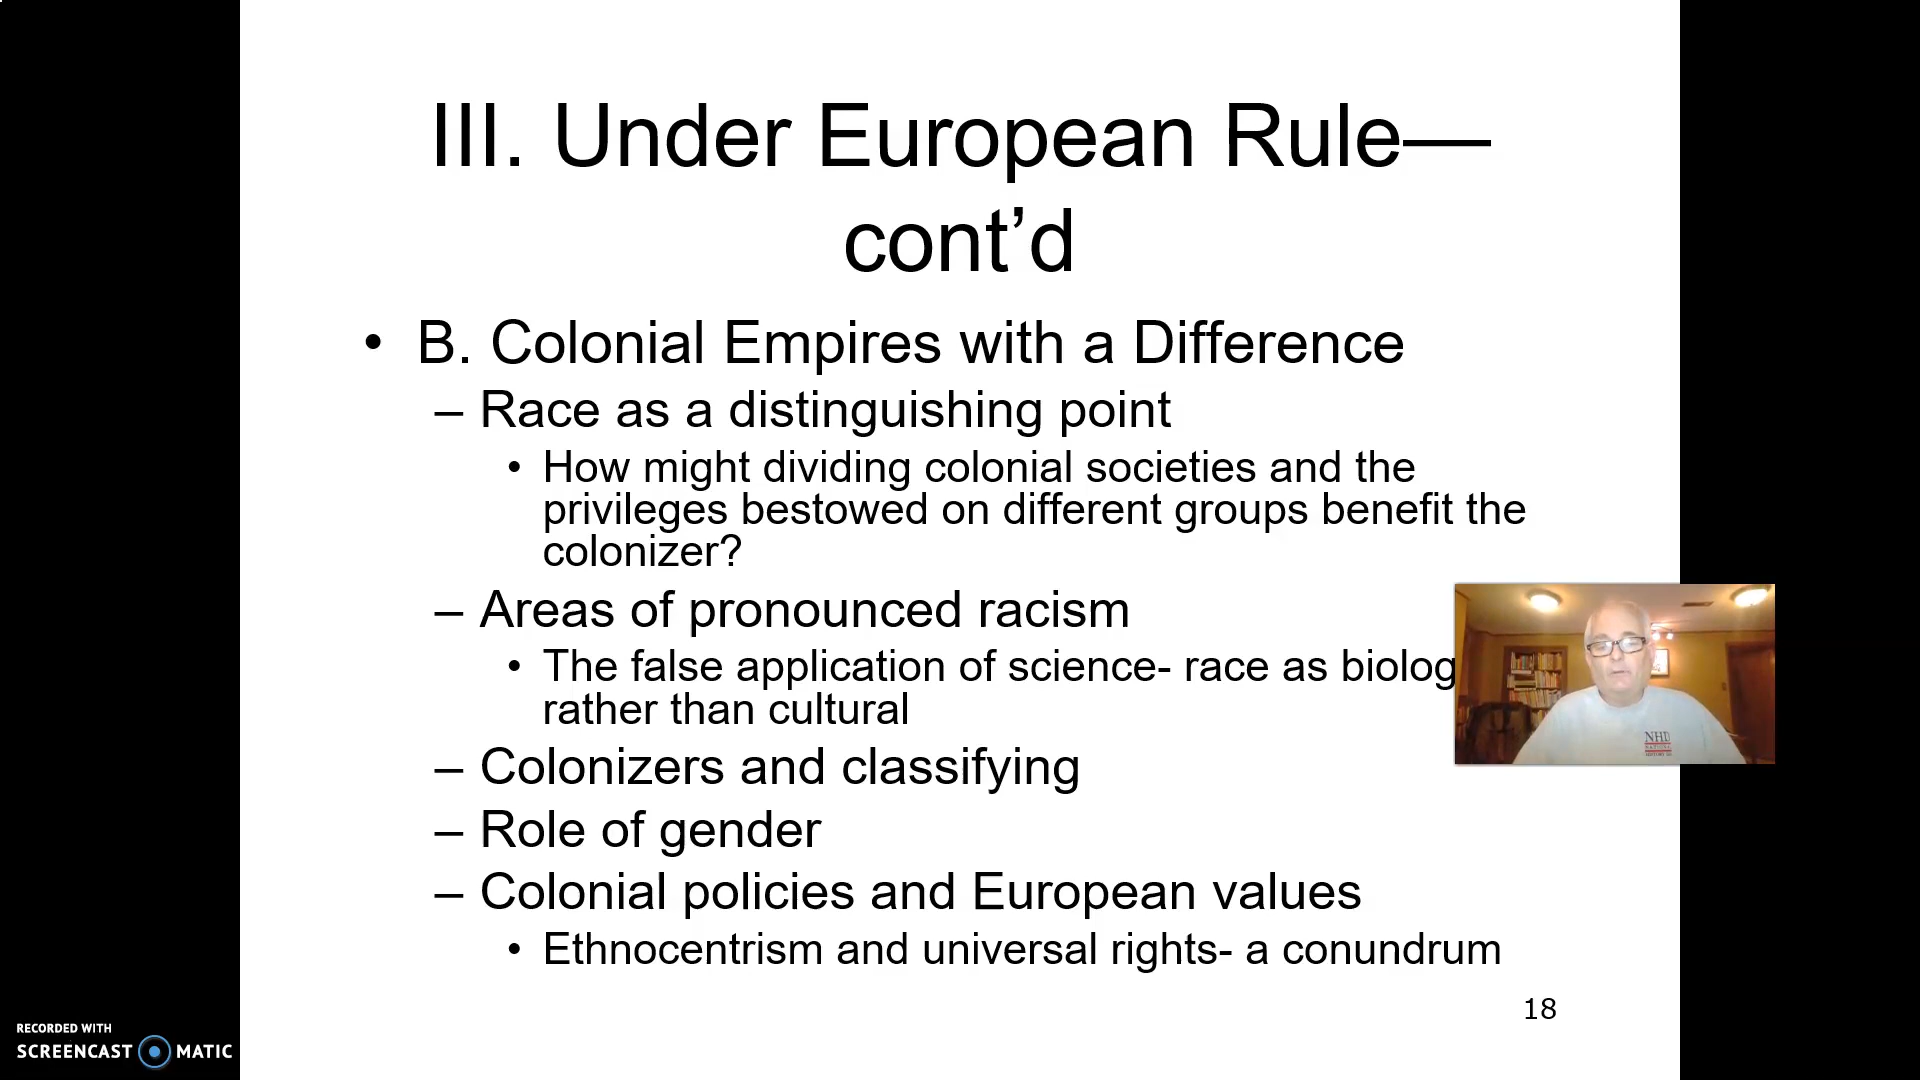 III. Under European Rule—
cont’d
• B. Colonial Empires with a Difference
– Race as a distinguishing point
• How might dividing colonial societies and the
privileges bestowed on different groups benefit the
colonizer?
– Areas of pronounced racism
• The false application of science- race as biolog
rather than cultural
– Colonizers and classifying
– Role of gender
– Colonial policies and European values
• Ethnocentrism and universal rights- a conundrum
18
NHD
RECORDED WITH
SCREENCAST MATIC